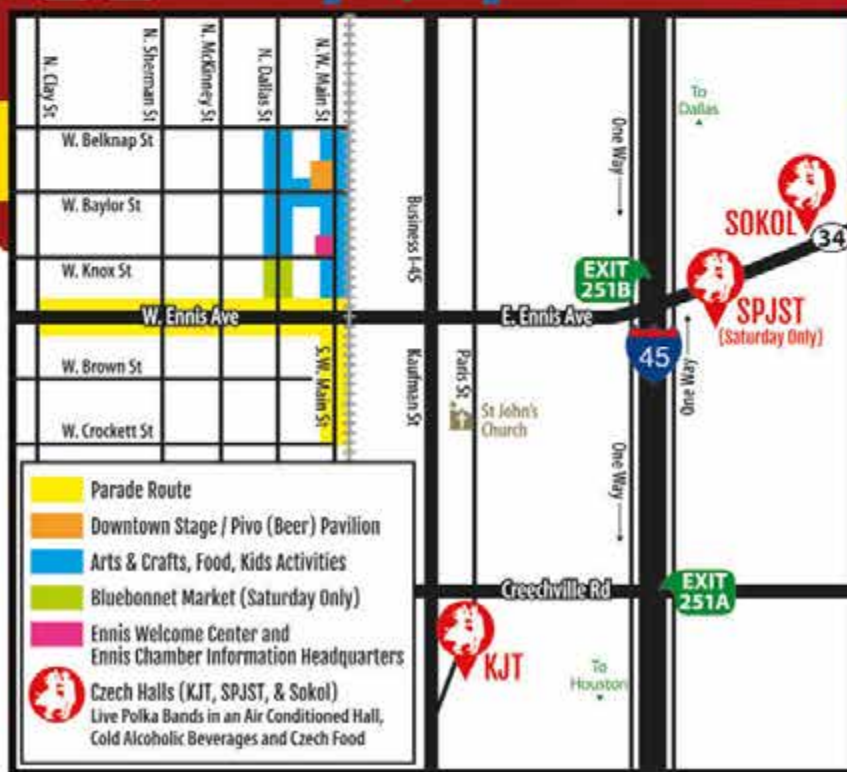 N. Clay St
N. Sherman St
N. McKinney St
N. Dallas St
N. W. Main St
W. Belknap St
W. Baylor St
W. Knox St
W. Ennis Ave
W. Brown St
W. Crockett St
S. W. Main St
Business I-45
Kaufman St
Paris St
St John's
Church
E. Ennis Ave
One Way
To
Dallas
SOKOL
34
EXIT
251B
SPJST
(Saturday Only)
45
One Way
One Way
Creechville Rd
EXIT
251A
KJT
To
Houston
Parade Route
Downtown Stage / Pivo (Beer) Pavilion
Arts & Crafts, Food, Kids Activities
Bluebonnet Market (Saturday Only)
Ennis Welcome Center and
Ennis Chamber Information Headquarters
Czech Halls (KJT, SPJST, & Sokol)
Live Polka Bands in an Air Conditioned Hall,
Cold Alcoholic Beverages and Czech Food